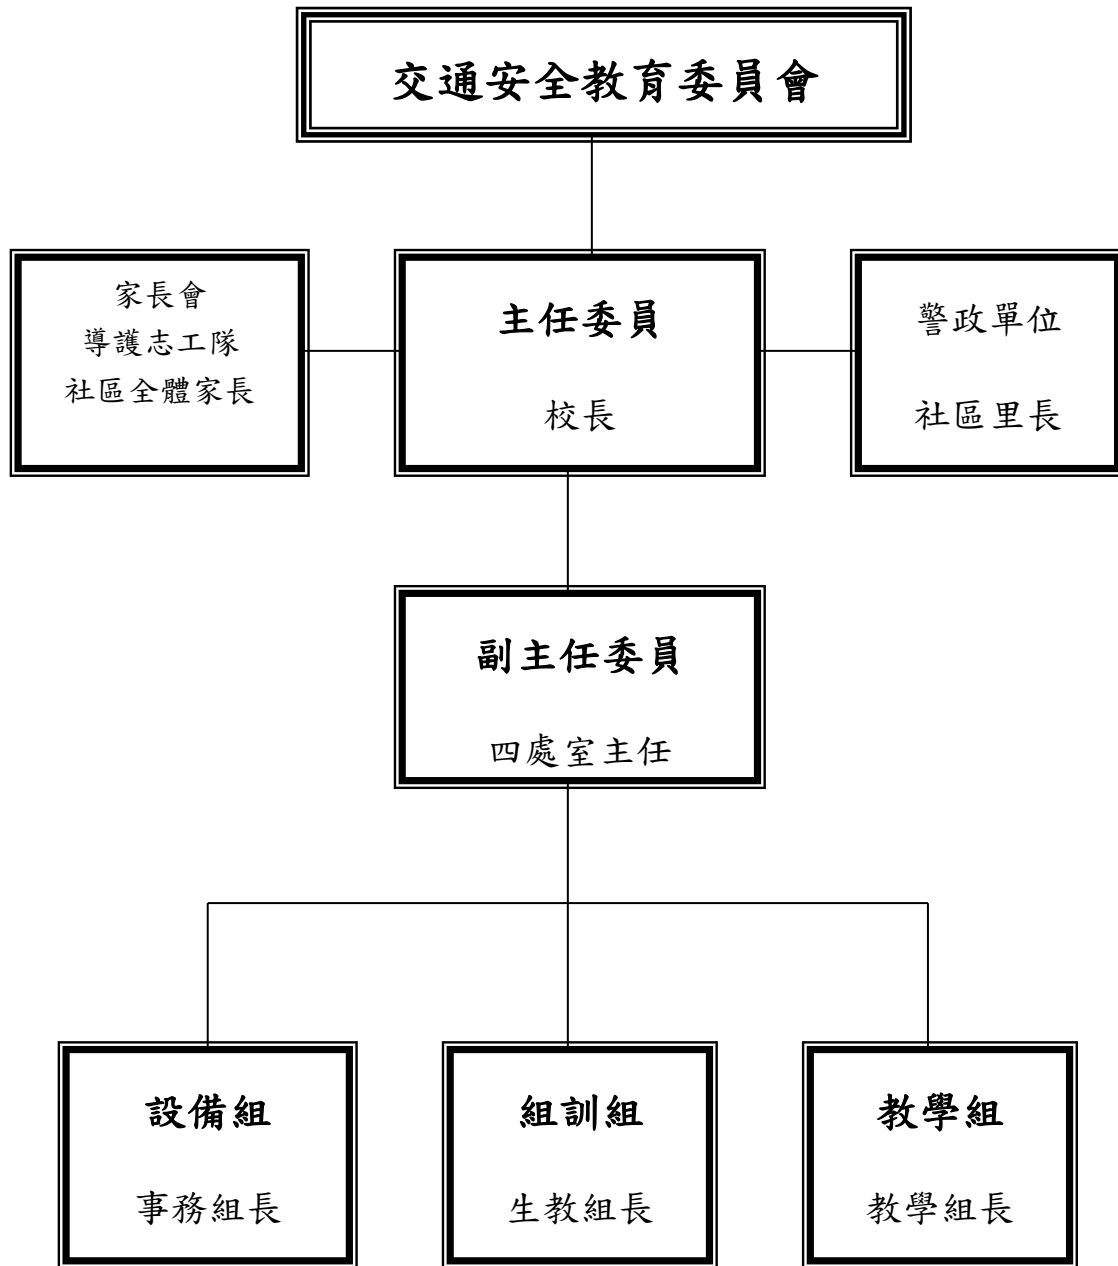 交通安全教育委員會
家長會
導護志工隊
社區全體家長
主任委員
校長
警政單位
社區里長
副主任委員
四處室主任
設備組
事務組長
組訓組
生教組長
教學組
教學組長